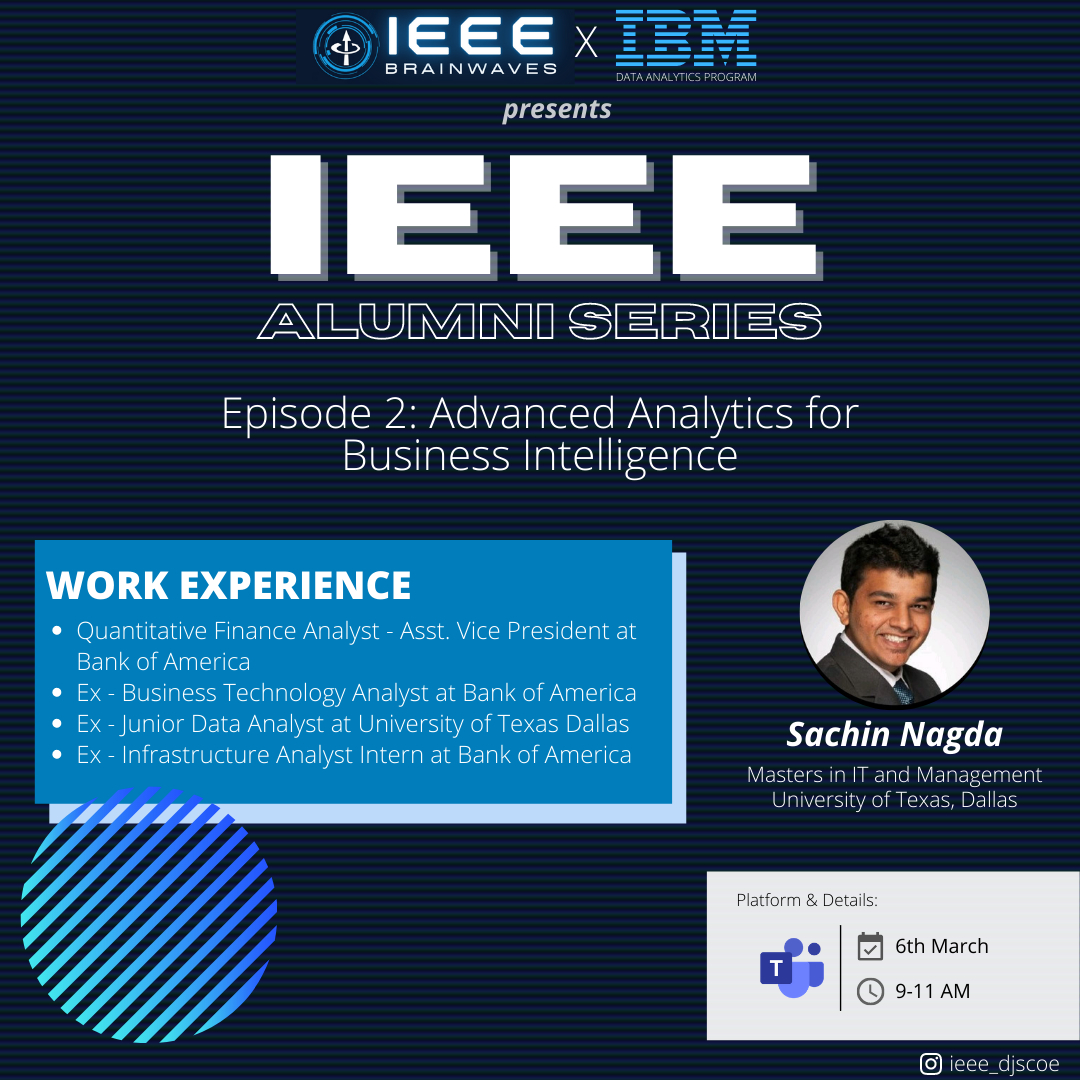 IEEE X IBM
BRAINWAVES
DATA ANALYTICS PROGRAM
presents
IEEE
ALUMNI SERIES
Episode 2: Advanced Analytics for
Business Intelligence
WORK EXPERIENCE
• Quantitative Finance Analyst - Asst. Vice President at
Bank of America
• Ex - Business Technology Analyst at Bank of America
• Ex - Junior Data Analyst at University of Texas Dallas
• Ex - Infrastructure Analyst Intern at Bank of America
Sachin Nagda
Masters in IT and Management
University of Texas, Dallas
Platform & Details:
T
6th March
9-11 AM
ieee_djscoe